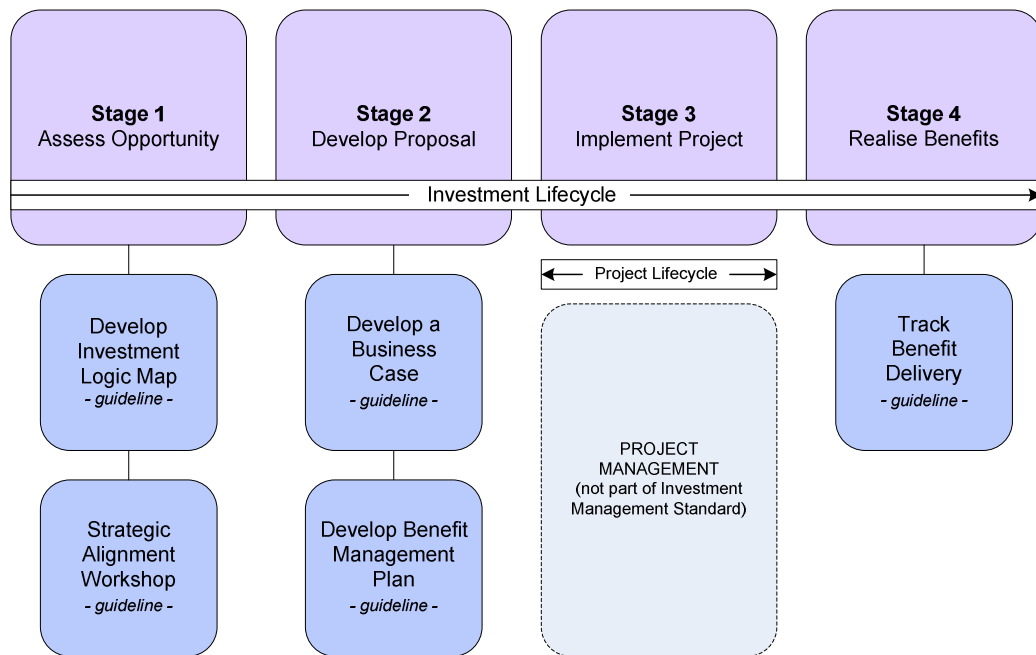 Stage 1
Assess Opportunity
Stage 2
Develop Proposal
Stage 3
Implement Project
Stage 4
Realise Benefits
Investment Lifecycle
Project Lifecycle
Develop
Investment
Logic Map
- guideline -
Develop a
Business
Case
- guideline -
Track
Benefit
Delivery
- guideline -
PROJECT
MANAGEMENT
(not part of Investment
Management Standard)
Strategic
Alignment
Workshop
- guideline -
Develop Benefit
Management
Plan
- guideline -